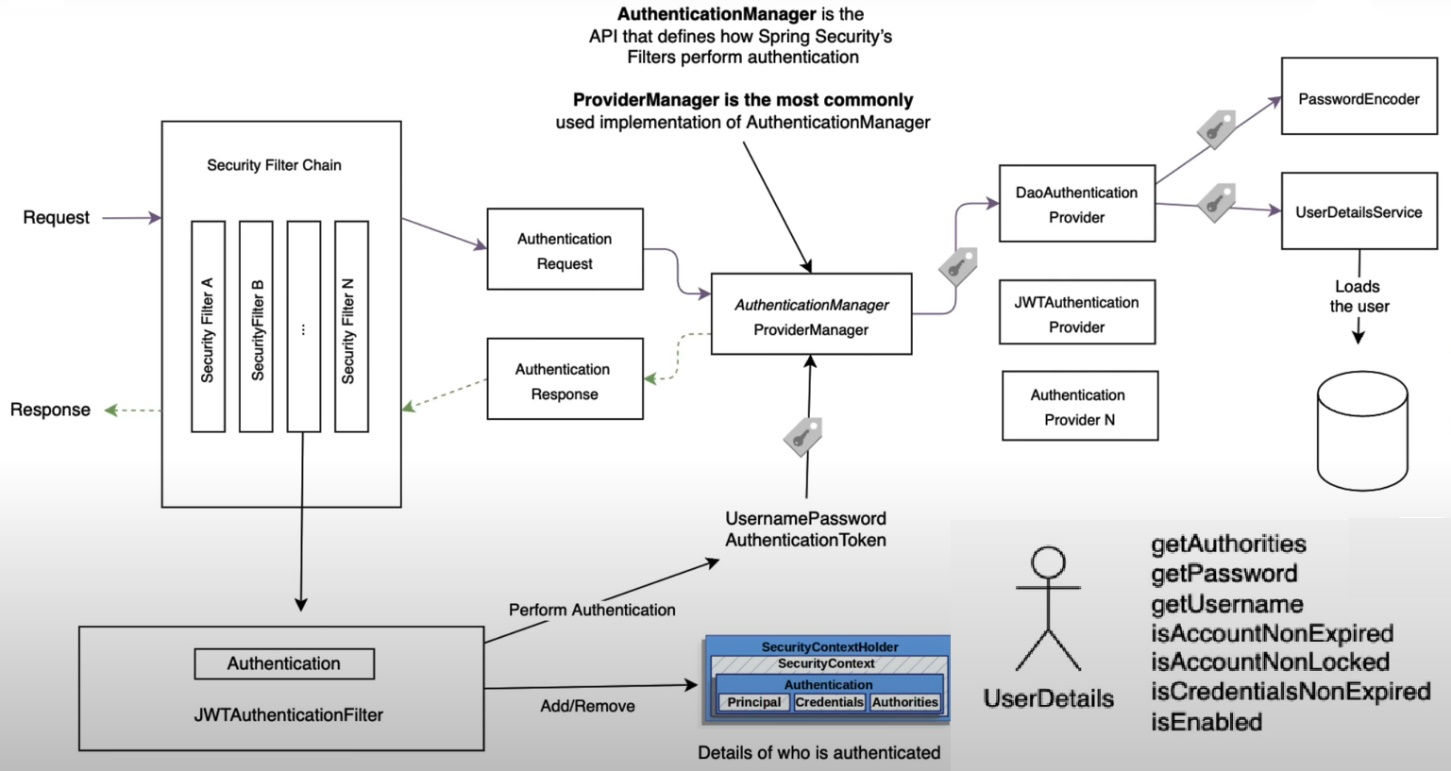 AuthenticationManager is the
API that defines how Spring Security's
Filters perform authentication
ProviderManager is the most commonly
used implementation of AuthenticationManager
PasswordEncoder
Security Filter Chain
Request
Security Filter A
SecurityFilter B
...
Security Filter N
Response
Authentication
Request
Authentication
Response
AuthenticationManager
ProviderManager
DaoAuthentication
Provider
UserDetailsService
JWTAuthentication
Provider
Authentication
Provider N
Loads
the user
UsernamePassword
AuthenticationToken
Perform Authentication
Authentication
JWTAuthenticationFilter
Add/Remove
SecurityContextHolder
SecurityContext
Authentication
Principal
Credentials
Authorities
Details of who is authenticated
UserDetails
getAuthorities
getPassword
getUsername
isAccountNonExpired
isAccountNonLocked
isCredentialsNonExpired
isEnabled